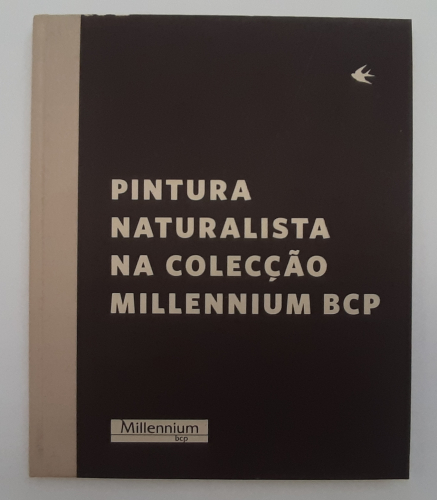 PINTURA
NATURALISTA
NA COLECÇÃO
MILLENNIUM BCP
Millennium
bcp